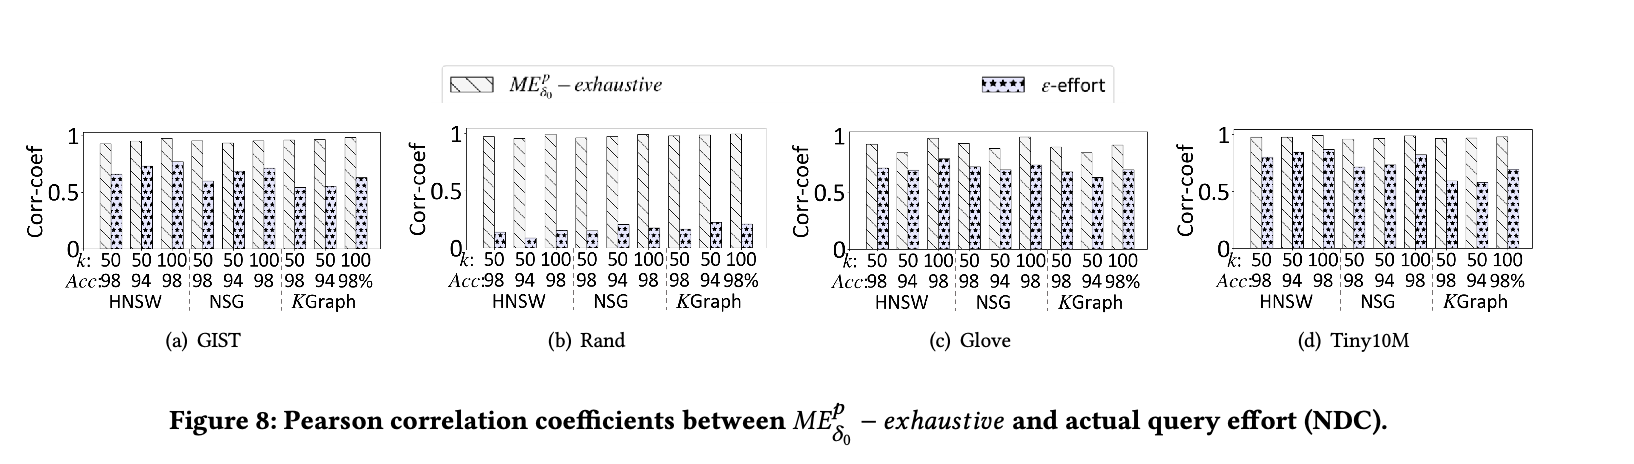 ME^p_{δ_0} − exhaustive ε-effort
1
0.5
0
Corr-coef
k: 50 50 100 50 50 100 50 50 100
Acc:98 94 98 98 94 98 98 94 98%
HNSW NSG KGraph
(a) GIST
1
0.5
0
Corr-coef
k: 50 50 100 50 50 100 50 50 100
Acc:98 94 98 98 94 98 98 94 98%
HNSW NSG KGraph
(b) Rand
1
0.5
0
Corr-coef
k: 50 50 100 50 50 100 50 50 100
Acc:98 94 98 98 94 98 98 94 98%
HNSW NSG KGraph
(c) Glove
1
0.5
0
Corr-coef
k: 50 50 100 50 50 100 50 50 100
Acc:98 94 98 98 94 98 98 94 98%
HNSW NSG KGraph
(d) Tiny10M
Figure 8: Pearson correlation coefficients between ME^p_{δ_0} − exhaustive and actual query effort (NDC).